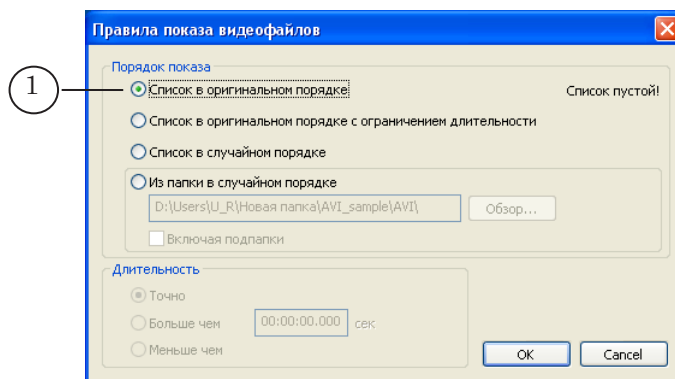 Правила показа видеофайлов
Порядок показа
1
Список в оригинальном порядке
Список пустой!
Список в оригинальном порядке с ограничением длительности
Список в случайном порядке
Из папки в случайном порядке
D:\Users\U_R\Новая папка\AVI_sample\AVI\
Обзор...
Включая подпапки
Длительность
Точно
Больше чем 00:00:00.000 сек
Меньше чем
OK
Cancel